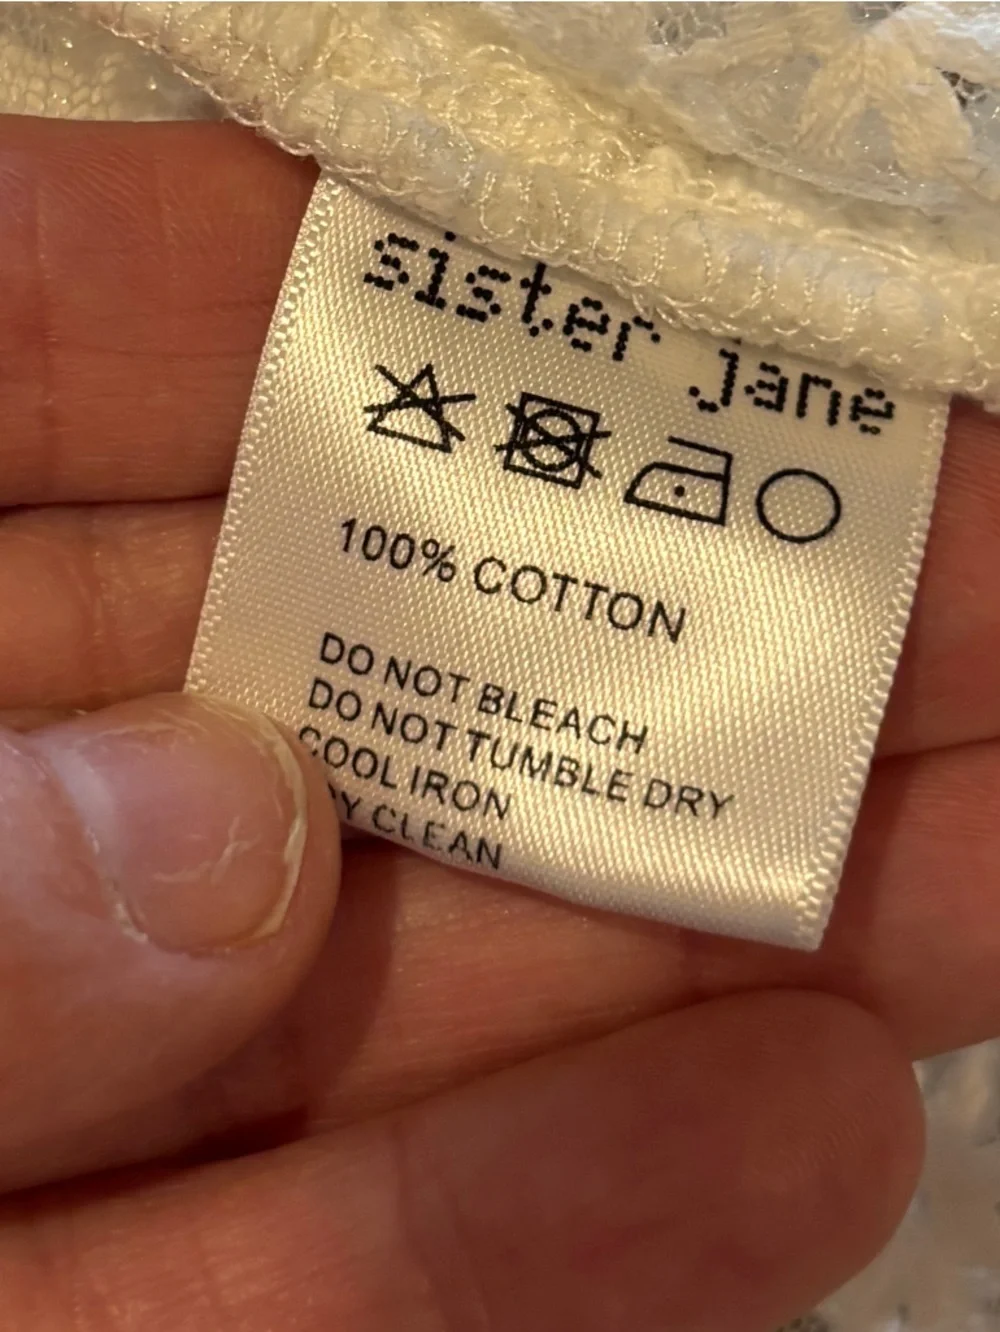 sister jane
100% COTTON
DO NOT BLEACH
DO NOT TUMBLE DRY
COOL IRON
CLEAN